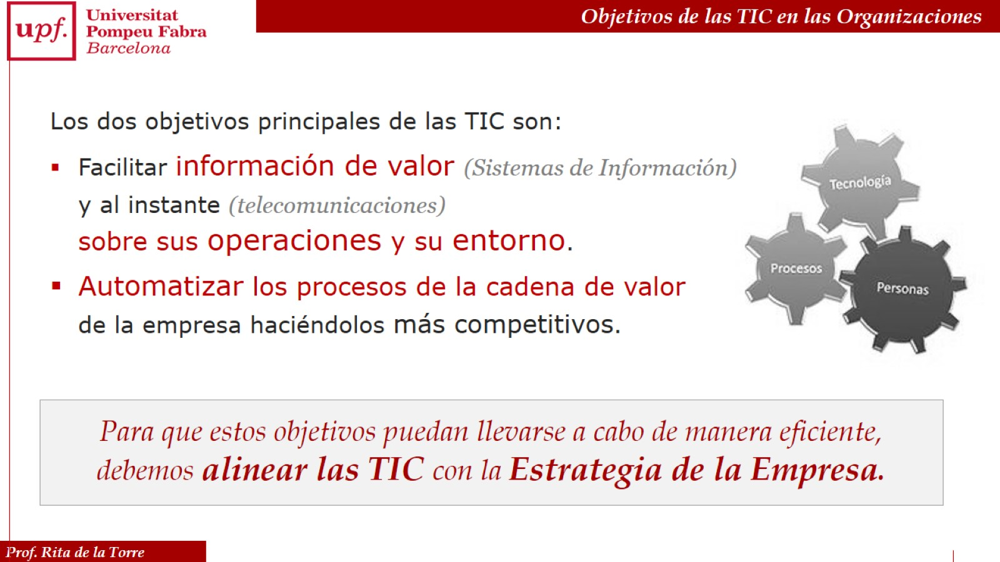 upf.
Universitat
Pompeu Fabra
Barcelona
Objetivos de las TIC en las Organizaciones
Los dos objetivos principales de las TIC son:
▪ Facilitar información de valor (Sistemas de Información)
y al instante (telecomunicaciones)
sobre sus operaciones y su entorno.
▪ Automatizar los procesos de la cadena de valor
de la empresa haciéndolos más competitivos.
Tecnología
Procesos
Personas
Para que estos objetivos puedan llevarse a cabo de manera eficiente,
debemos alinear las TIC con la Estrategia de la Empresa.
Prof. Rita de la Torre